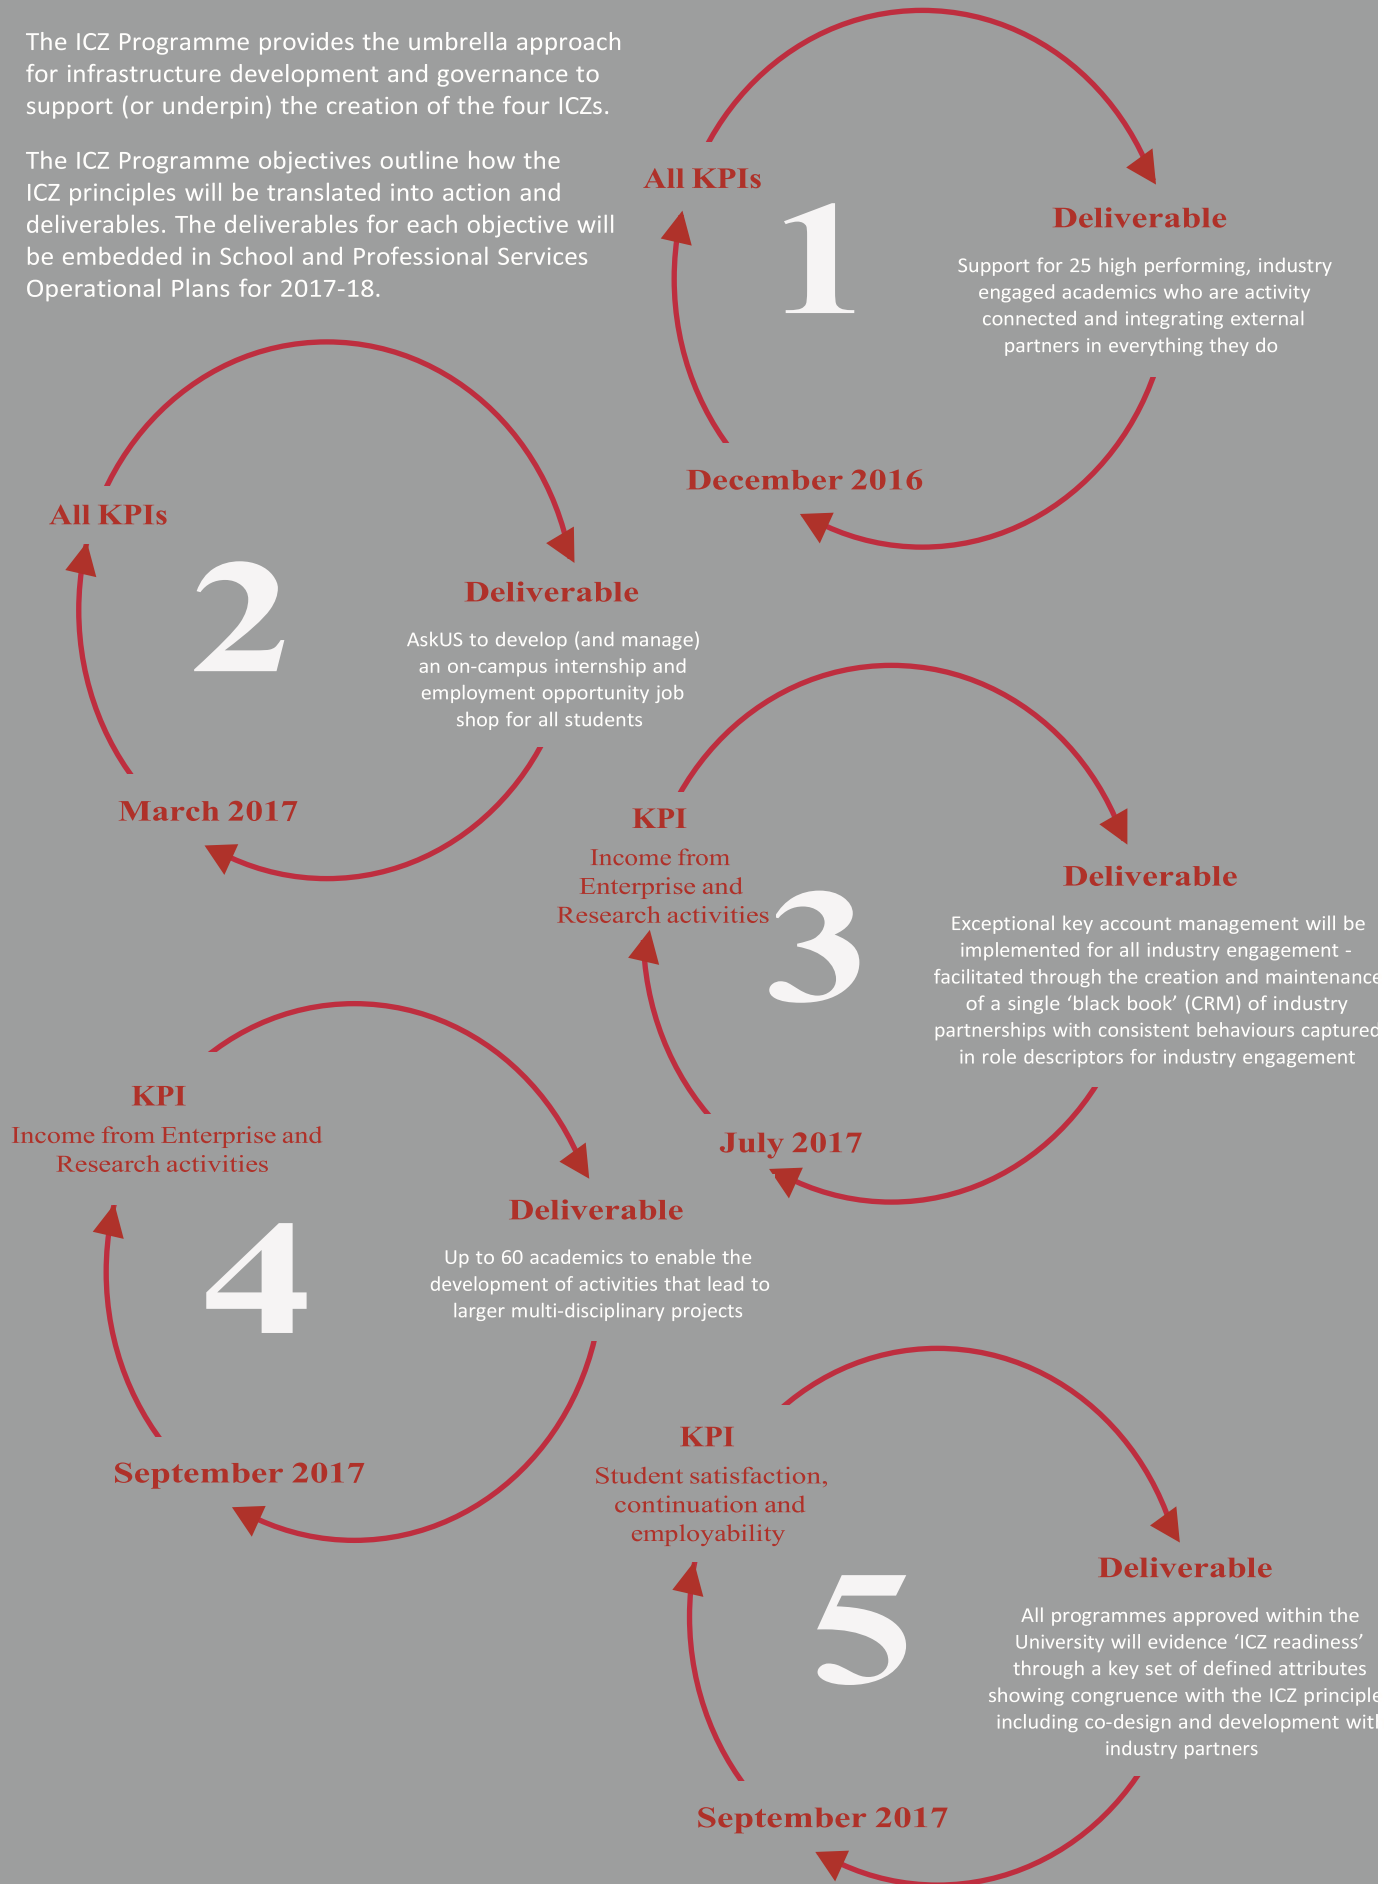 The ICZ Programme provides the umbrella approach
for infrastructure development and governance to
support (or underpin) the creation of the four ICZs.
The ICZ Programme objectives outline how the
ICZ principles will be translated into action and
deliverables. The deliverables for each objective will
be embedded in School and Professional Services
Operational Plans for 2017-18.
All KPIs
1
Deliverable
Support for 25 high performing, industry
engaged academics who are activity
connected and integrating external
partners in everything they do
December 2016
All KPIs
2
Deliverable
AskUS to develop (and manage)
an on-campus internship and
employment opportunity job
shop for all students
March 2017
KPI
Income from
Enterprise and
Research activities
3
Deliverable
Exceptional key account management will be
implemented for all industry engagement -
facilitated through the creation and maintenance
of a single ‘black book’ (CRM) of industry
partnerships with consistent behaviours captured
in role descriptors for industry engagement
July 2017
KPI
Income from Enterprise and
Research activities
4
Deliverable
Up to 60 academics to enable the
development of activities that lead to
larger multi-disciplinary projects
September 2017
KPI
Student satisfaction,
continuation and
employability
5
Deliverable
All programmes approved within the
University will evidence ‘ICZ readiness’
through a key set of defined attributes
showing congruence with the ICZ principle
including co-design and development with
industry partners
September 2017